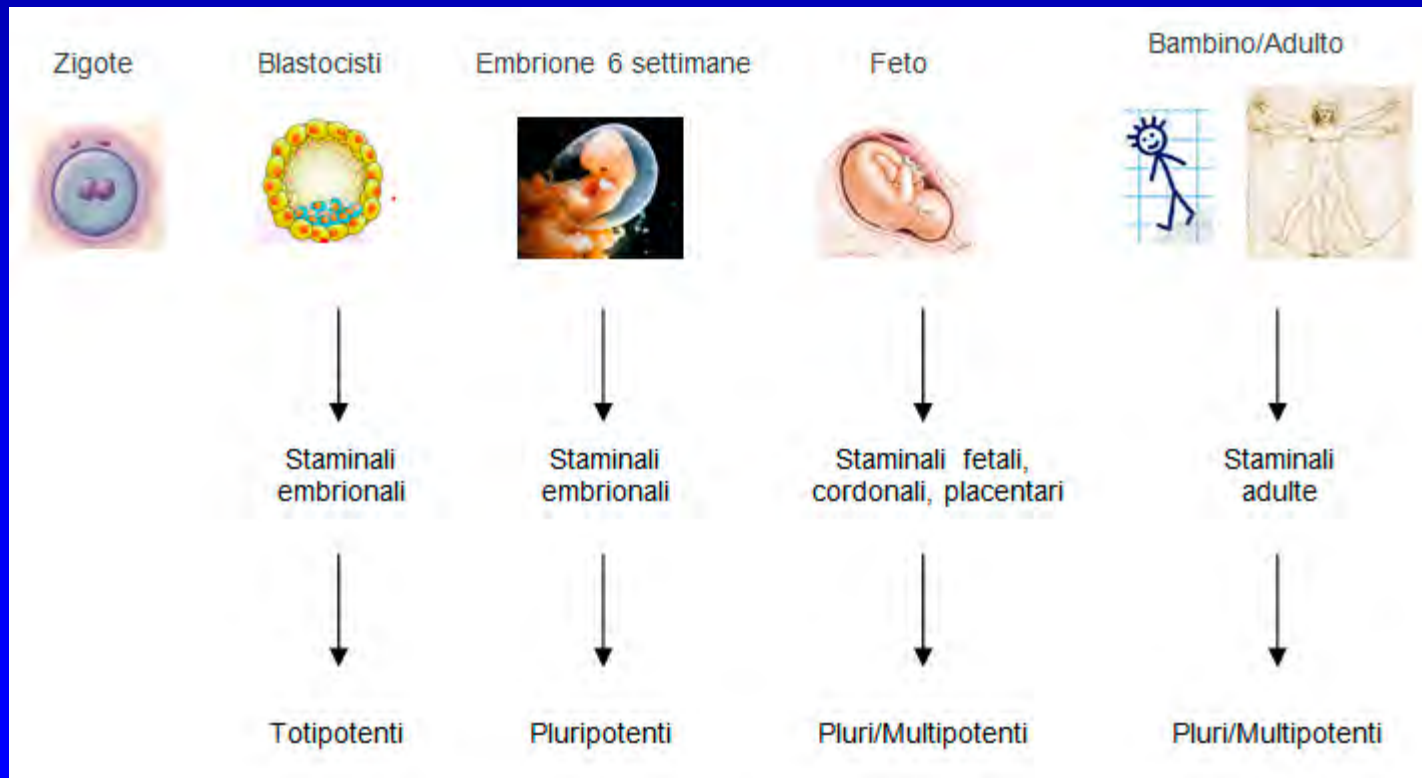 Zigote
Blastocisti
Embrione 6 settimane
Feto
Bambino/Adulto
Staminali
embrionali
Staminali
embrionali
Staminali fetali,
cordonali, placentari
Staminali
adulte
Totipotenti
Pluripotenti
Pluri/Multipotenti
Pluri/Multipotenti